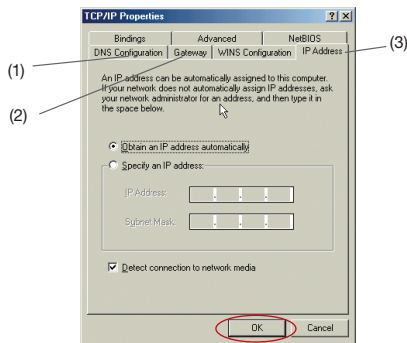 TCP/IP Properties
Bindings Advanced NetBIOS
DNS Configuration Gateway WINS Configuration IP Address
(3)
(1)
(2)
An IP address can be automatically assigned to this computer.
If your network does not automatically assign IP addresses, ask
your network administrator for an address, and then type it in
the space below.
Obtain an IP address automatically
Specify an IP address:
IP Address:
Subnet Mask:
Detect connection to network media
OK Cancel